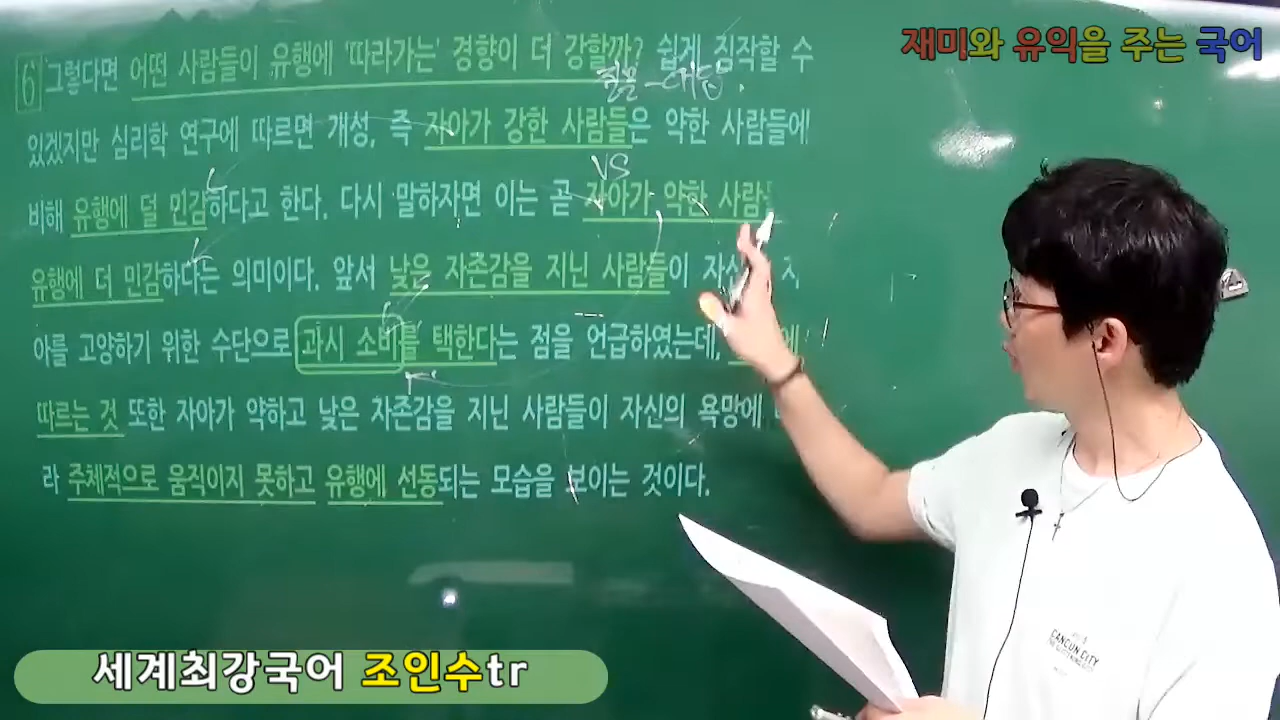 재미와 유익을 주는 국어
6 그렇다면 어떤 사람들이 유행에 '따라가는' 경향이 더 강할까? 쉽게 짐작할 수
질문 - 대답.
있겠지만 심리학 연구에 따르면 개성, 즉 자아가 강한 사람들은 약한 사람들에
VS
비해 유행에 덜 민감하다고 한다. 다시 말하자면 이는 곧 자아가 약한 사람
유행에 더 민감하다는 의미이다. 앞서 낮은 자존감을 지닌 사람들이
아를 고양하기 위한 수단으로 과시 소비를 택한다는 점을 언급하였는데,
따르는 것 또한 자아가 약하고 낮은 자존감을 지닌 사람들이 자신의 욕망에
라 주체적으로 움직이지 못하고 유행에 선동되는 모습을 보이는 것이다.
CANCUN CITY
세계최강국어 조인수tr